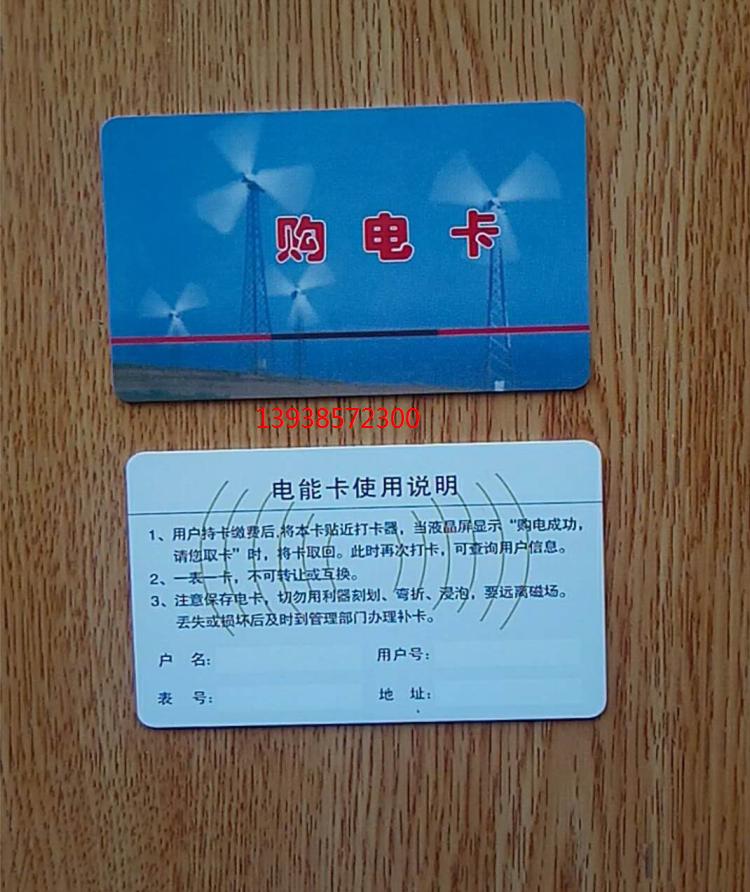 购电卡
13938572300
电能卡使用说明
1、用户持卡缴费后,将本卡贴近打卡器，当液晶屏显示“购电成功，
请您取卡”时，将卡取回。此时再次打卡，可查询用户信息。
2、一表一卡，不可转让或互换。
3、注意保存电卡，切勿用利器刻划、弯折、浸泡，要远离磁场。
丢失或损坏后及时到管理部门办理补卡。
户 名: 用户号:
表 号: 地 址: